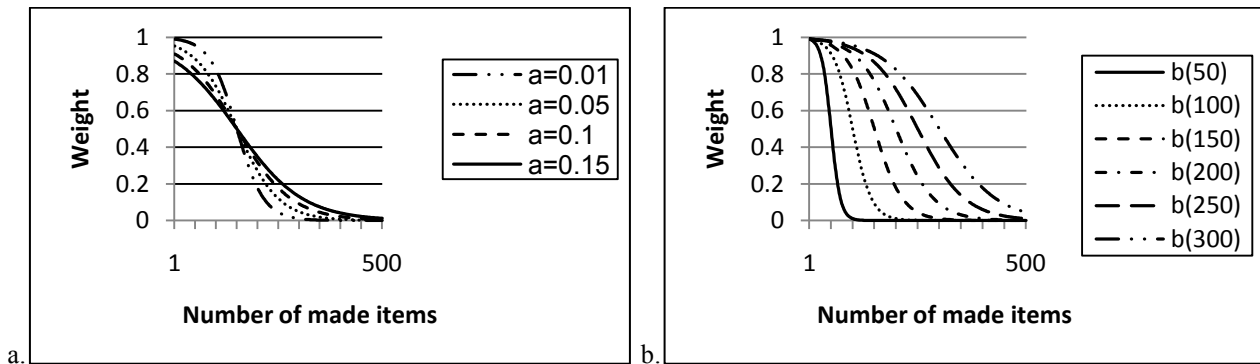 1
0.8
0.6
0.4
0.2
0
Weight
1
500
Number of made items
a=0.01
a=0.05
a=0.1
a=0.15
a.
1
0.8
0.6
0.4
0.2
0
Weight
1
500
Number of made items
b(50)
b(100)
b(150)
b(200)
b(250)
b(300)
b.